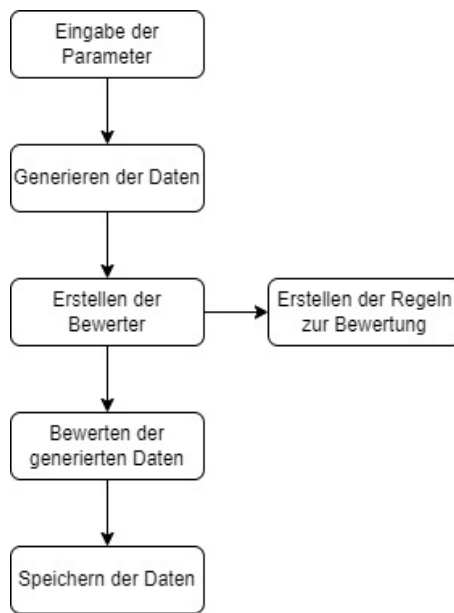 Eingabe der
Parameter
Generieren der Daten
Erstellen der
Bewerter
Erstellen der Regeln
zur Bewertung
Bewerten der
generierten Daten
Speichern der Daten